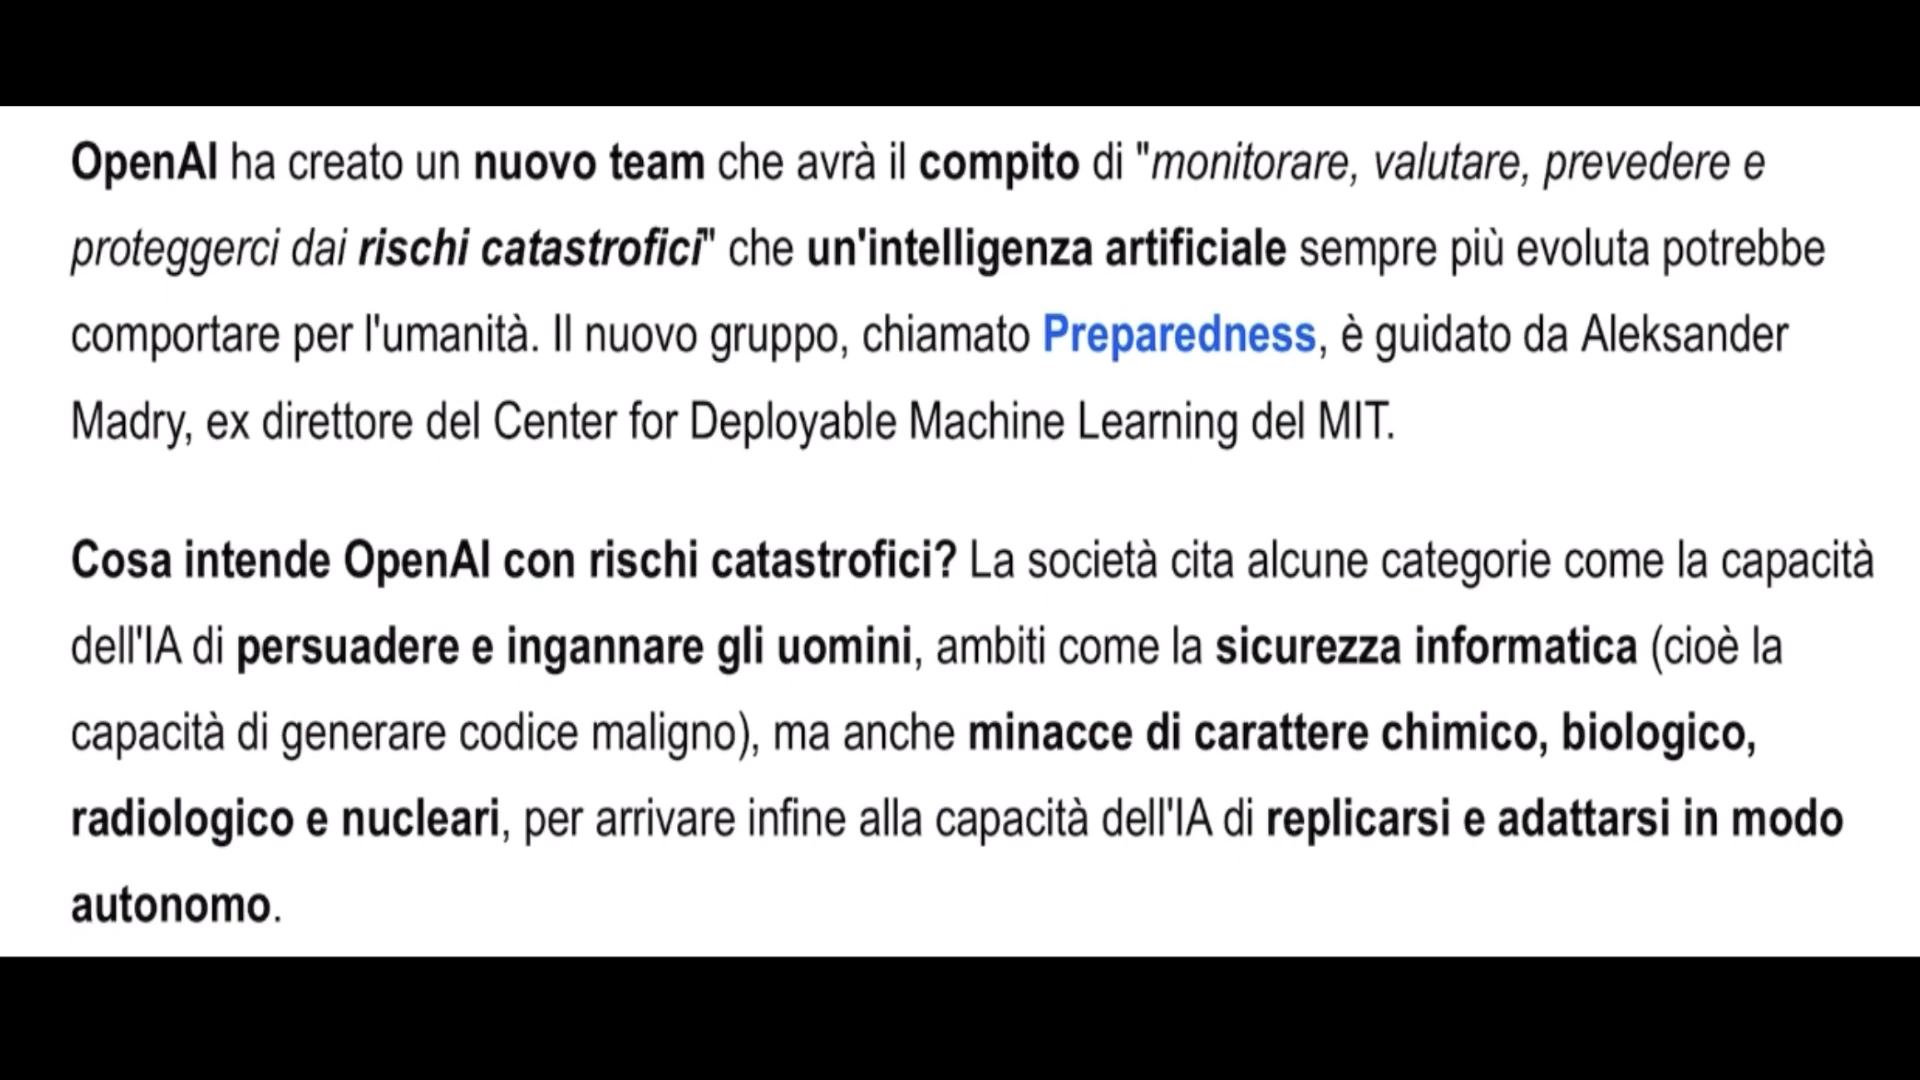 OpenAI ha creato un nuovo team che avrà il compito di "monitorare, valutare, prevedere e
proteggerci dai rischi catastrofici" che un'intelligenza artificiale sempre più evoluta potrebbe
comportare per l'umanità. Il nuovo gruppo, chiamato Preparedness, è guidato da Aleksander
Madry, ex direttore del Center for Deployable Machine Learning del MIT.
Cosa intende OpenAI con rischi catastrofici? La società cita alcune categorie come la capacità
dell'IA di persuadere e ingannare gli uomini, ambiti come la sicurezza informatica (cioè la
capacità di generare codice maligno), ma anche minacce di carattere chimico, biologico,
radiologico e nucleari, per arrivare infine alla capacità dell'IA di replicarsi e adattarsi in modo
autonomo.